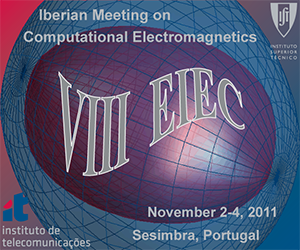 Iberian Meeting on
Computational Electromagnetics
INSTITUTO
SUPERIOR
TÉCNICO
VIII EIEC
it
instituto de
telecomunicações
November 2-4, 2011
Sesimbra, Portugal